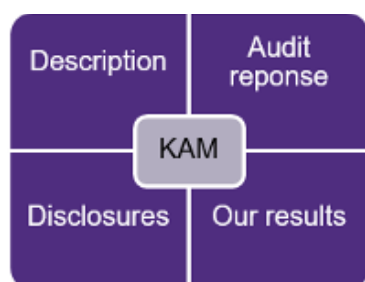 Description
Audit
reponse
KAM
Disclosures
Our results